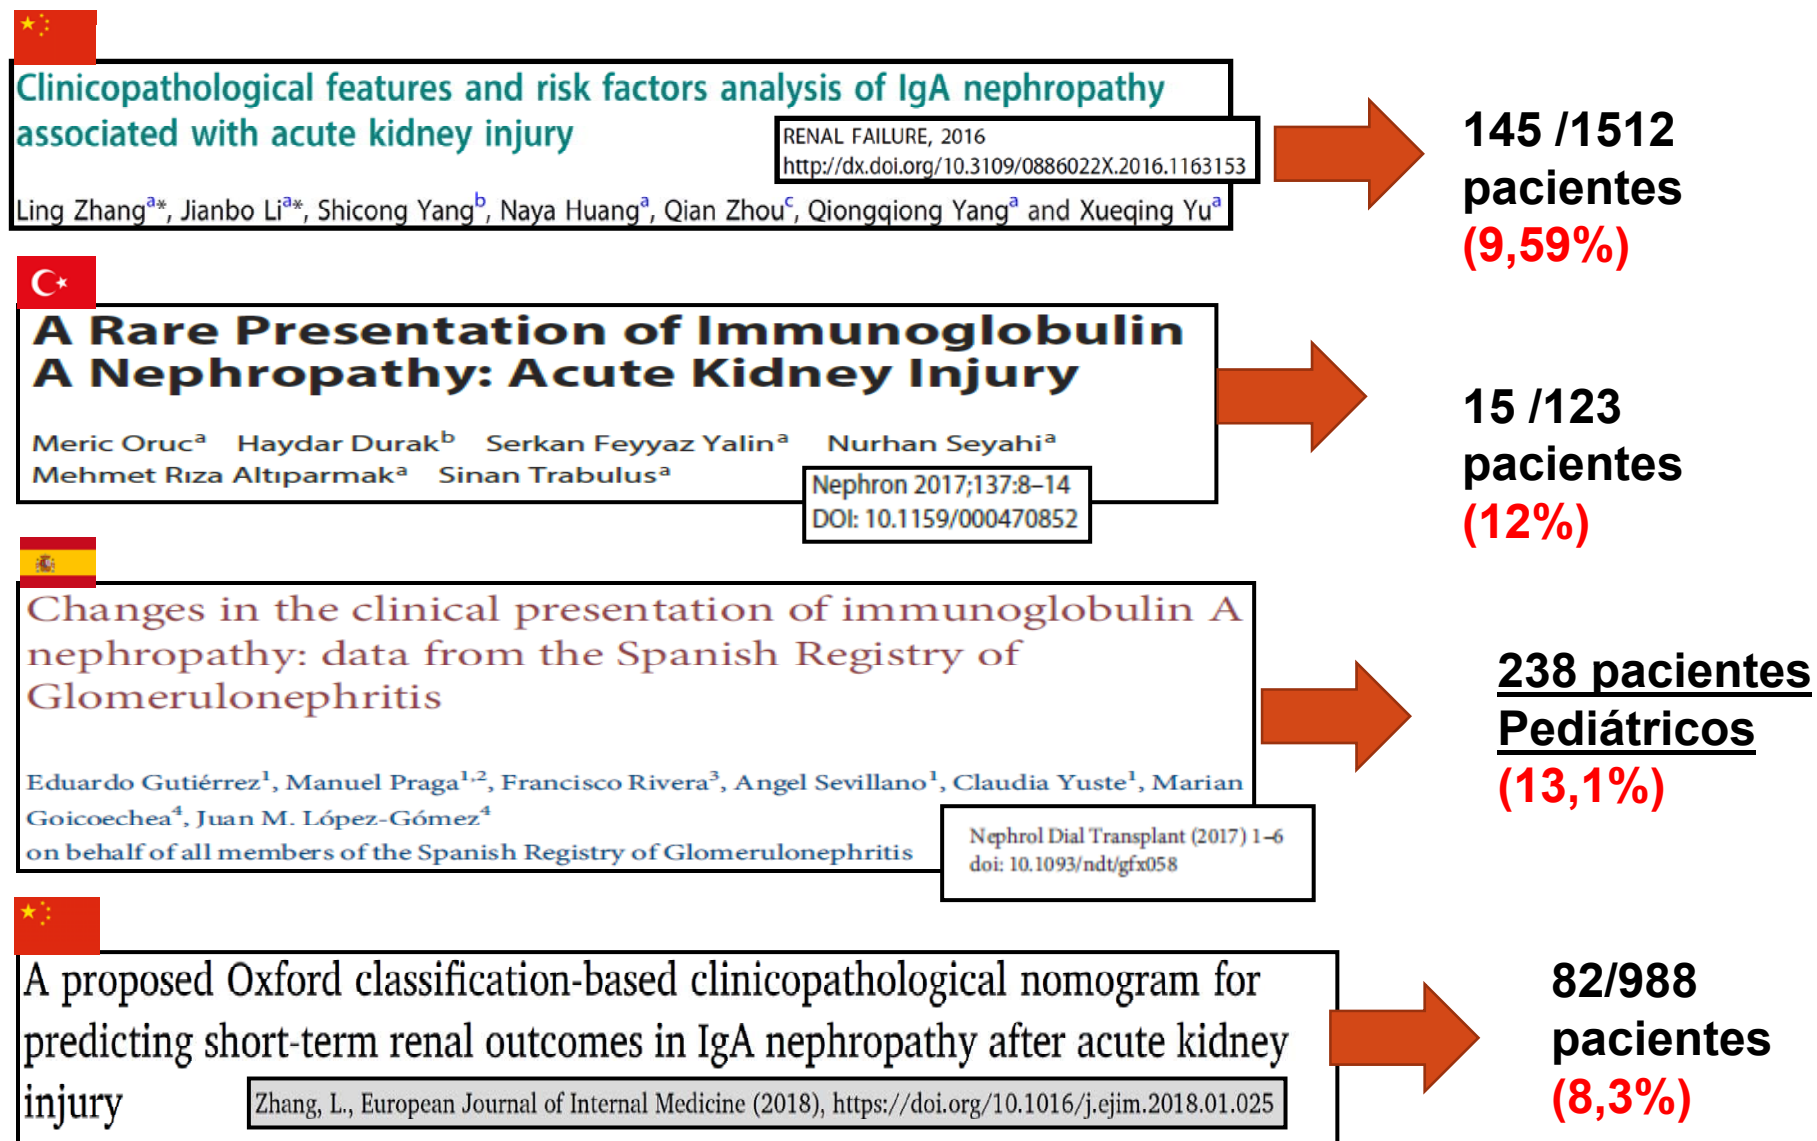 Clinicopathological features and risk factors analysis of IgA nephropathy
associated with acute kidney injury
RENAL FAILURE, 2016
http://dx.doi.org/10.3109/0886022X.2016.1163153
Ling Zhangᵃ*, Jianbo Liᵃ*, Shicong Yangᵇ, Naya Huangᵃ, Qian Zhouᶜ, Qiongqiong Yangᵃ and Xueqing Yuᵃ
145 /1512
pacientes
(9,59%)
A Rare Presentation of Immunoglobulin
A Nephropathy: Acute Kidney Injury
Meric Orucᵃ Haydar Durakᵇ Serkan Feyyaz Yalinᵃ Nurhan Seyahiᵃ
Mehmet Rıza Altıparmakᵃ Sinan Trabulusᵃ
Nephron 2017;137:8–14
DOI: 10.1159/000470852
15 /123
pacientes
(12%)
Changes in the clinical presentation of immunoglobulin A
nephropathy: data from the Spanish Registry of
Glomerulonephritis
Eduardo Gutiérrez¹, Manuel Praga¹,², Francisco Rivera³, Angel Sevillano¹, Claudia Yuste¹, Marian
Goicoechea⁴, Juan M. López-Gómez⁴
on behalf of all members of the Spanish Registry of Glomerulonephritis
Nephrol Dial Transplant (2017) 1–6
doi: 10.1093/ndt/gfx058
238 pacientes
Pediátricos
(13,1%)
A proposed Oxford classification-based clinicopathological nomogram for
predicting short-term renal outcomes in IgA nephropathy after acute kidney
injury
Zhang, L., European Journal of Internal Medicine (2018), https://doi.org/10.1016/j.ejim.2018.01.025
82/988
pacientes
(8,3%)